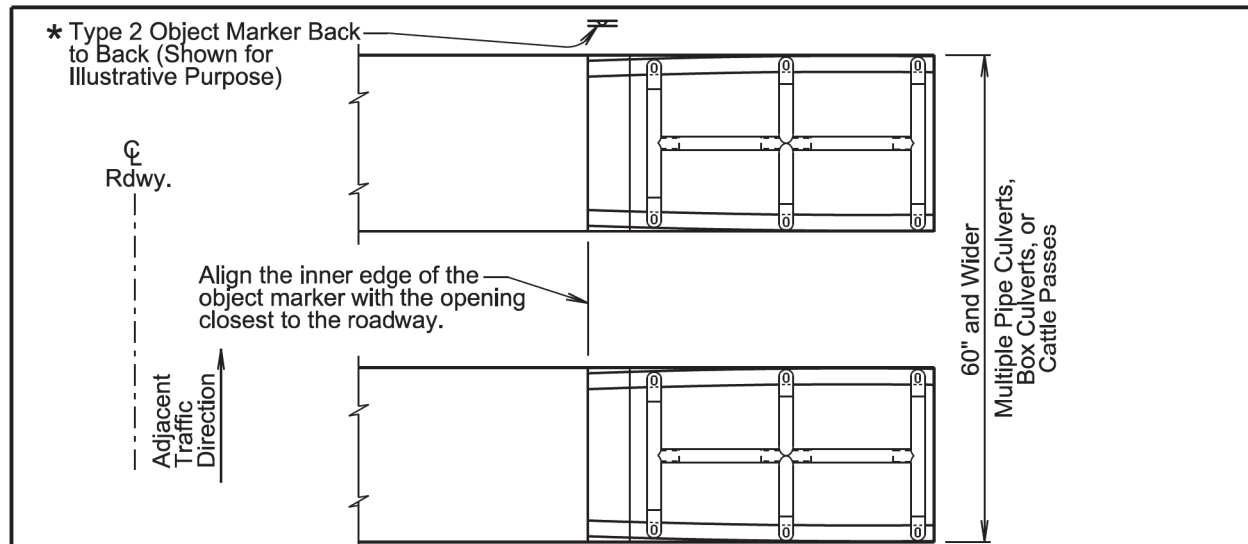 * Type 2 Object Marker Back
to Back (Shown for
Illustrative Purpose)
℄
Rdwy.
Align the inner edge of the
object marker with the opening
closest to the roadway.
Adjacent
Traffic
Direction
60" and Wider
Multiple Pipe Culverts,
Box Culverts, or
Cattle Passes